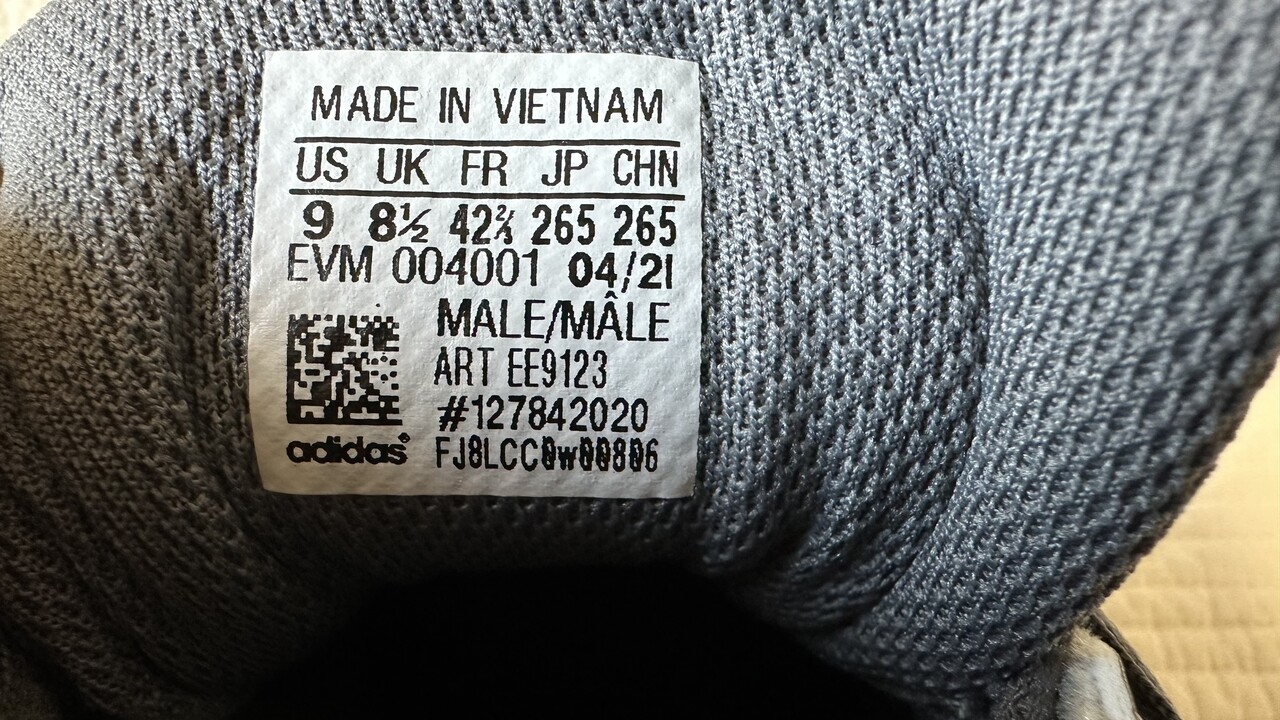 MADE IN VIETNAM
US UK FR JP CHN
9 8½ 42⅔ 265 265
EVM 004001 04/21
MALE/MÂLE
ART EE9123
#127842020
adidas®